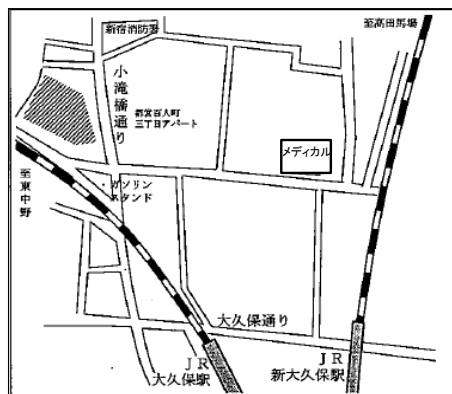 至高田馬場
新宿消防署
小滝橋通り
都営百人町
三丁目アパート
メディカル
至東中野
ガソリン
スタンド
大久保通り
JR
大久保駅
JR
新大久保駅